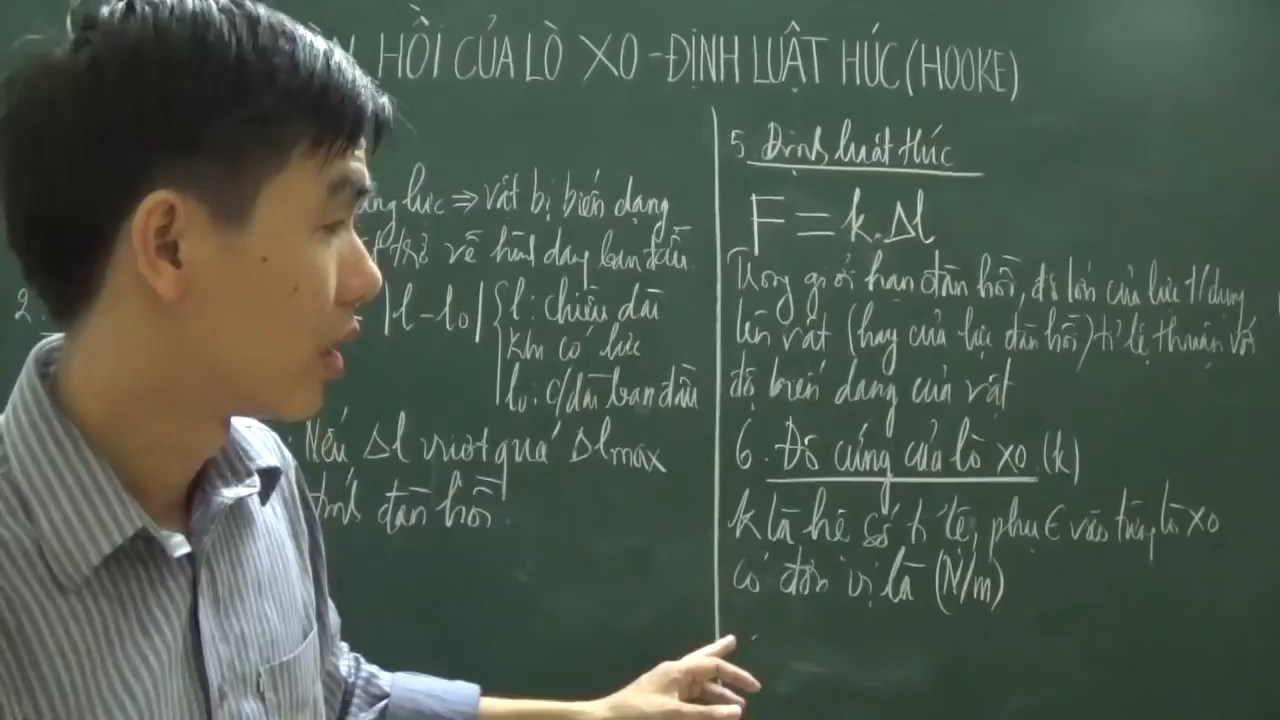 HỒI CỦA LÒ XO - ĐỊNH LUẬT HÚC (HOOKE)
lực ⇒ vật bị biến dạng
trở về hình dạng ban đầu
2.
|l - l₀| { l: chiều dài
khi có lực
l₀: c/dài ban đầu
Nếu Δl vượt quá Δlmax
tính đàn hồi.
5. Định luật Húc
F = k.Δl
Trong giới hạn đàn hồi, độ lớn của lực t/dụng
lên vật (hay của lực đàn hồi) tỉ lệ thuận với
độ biến dạng của vật
6. Độ cứng của lò xo (k)
k là hệ số tỉ lệ, phụ ∈ vào từng lò xo
có đơn vị là (N/m)